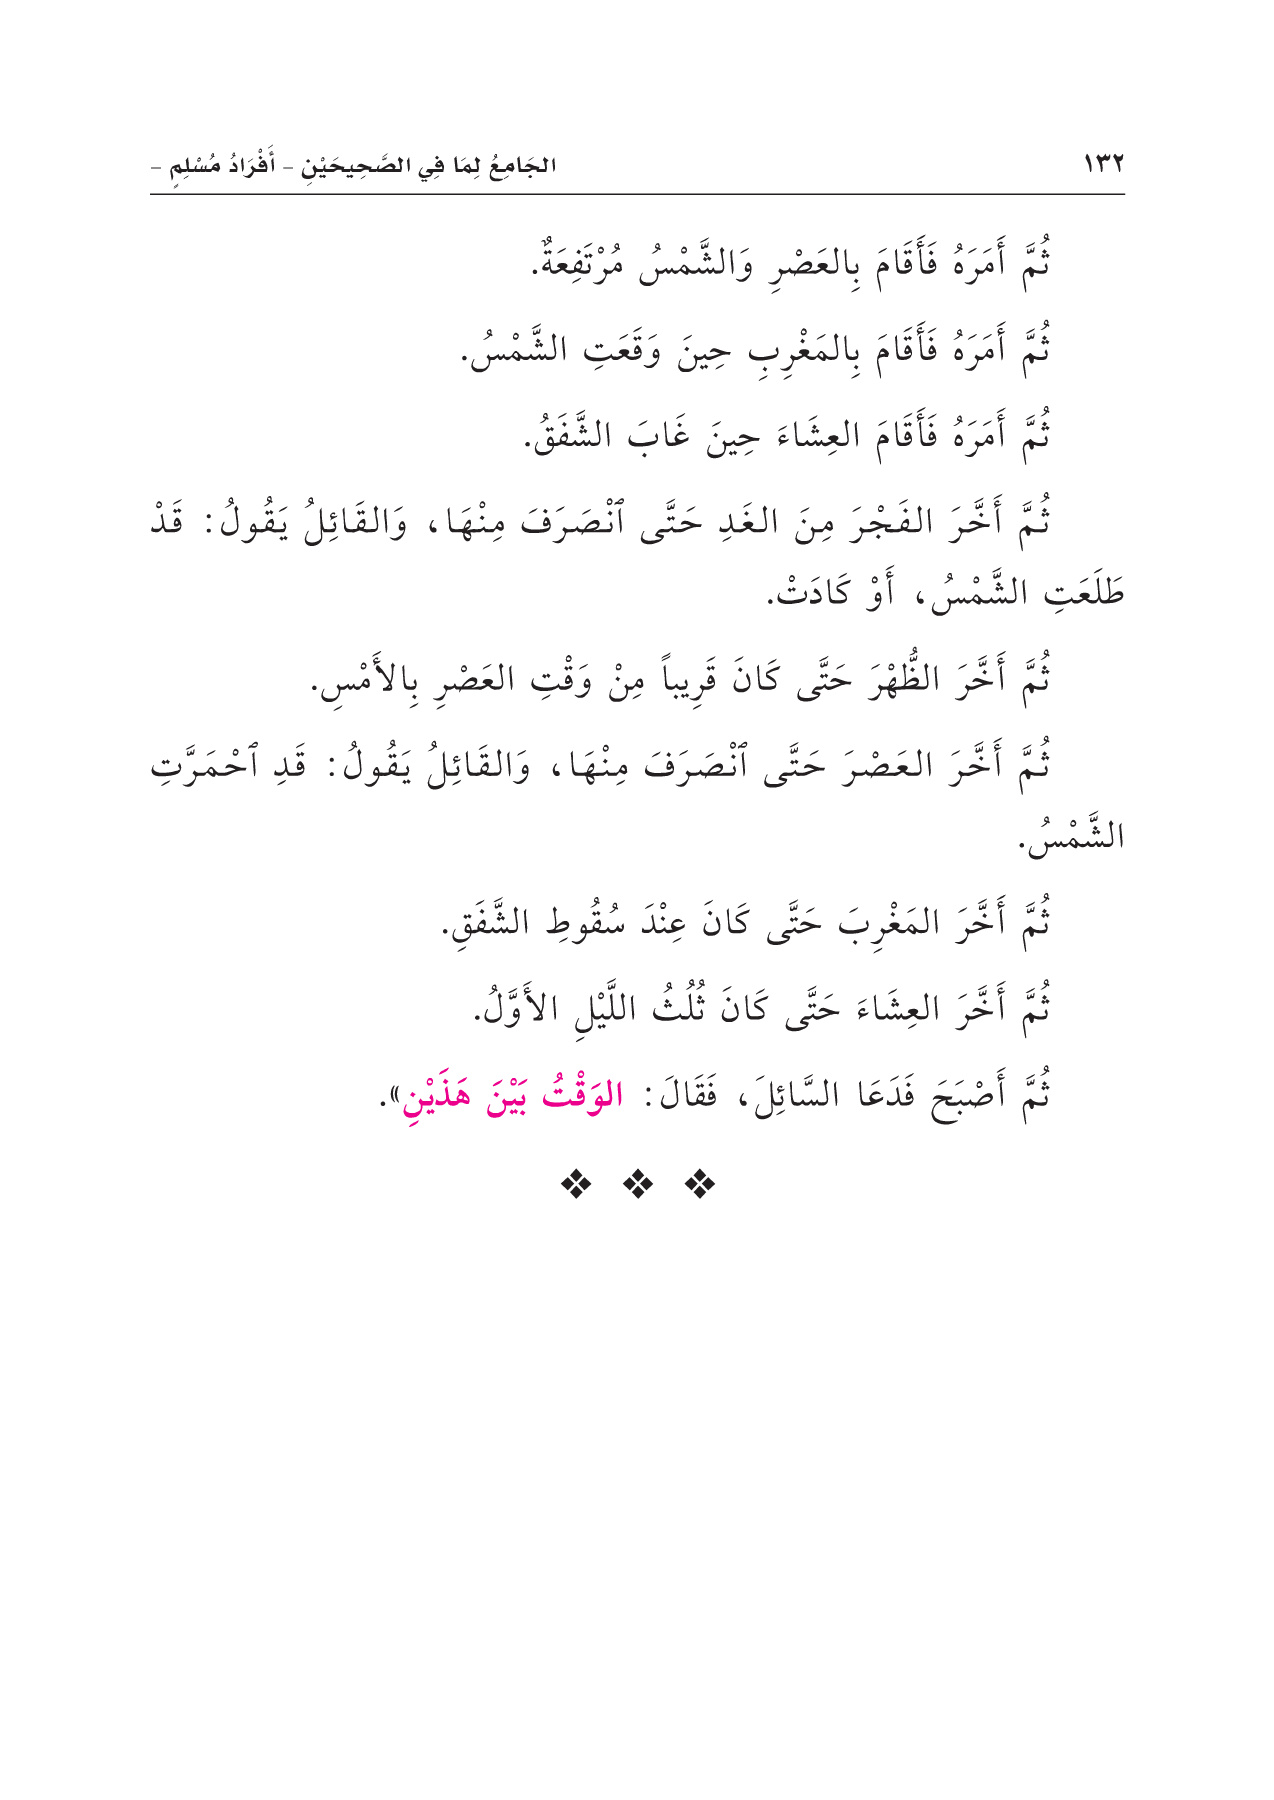 ١٣٢ الجَامِعُ لِمَا فِي الصَّحِيحَيْنِ - أَفْرَادُ مُسْلِمٍ -
ثُمَّ أَمَرَهُ فَأَقَامَ بِالعَصْرِ وَالشَّمْسُ مُرْتَفِعَةٌ.
ثُمَّ أَمَرَهُ فَأَقَامَ بِالمَغْرِبِ حِينَ وَقَعَتِ الشَّمْسُ.
ثُمَّ أَمَرَهُ فَأَقَامَ العِشَاءَ حِينَ غَابَ الشَّفَقُ.
ثُمَّ أَخَّرَ الفَجْرَ مِنَ الغَدِ حَتَّى ٱنْصَرَفَ مِنْهَا، وَالقَائِلُ يَقُولُ: قَدْ
طَلَعَتِ الشَّمْسُ، أَوْ كَادَتْ.
ثُمَّ أَخَّرَ الظُّهْرَ حَتَّى كَانَ قَرِيباً مِنْ وَقْتِ العَصْرِ بِالأَمْسِ.
ثُمَّ أَخَّرَ العَصْرَ حَتَّى ٱنْصَرَفَ مِنْهَا، وَالقَائِلُ يَقُولُ: قَدِ ٱحْمَرَّتِ
الشَّمْسُ.
ثُمَّ أَخَّرَ المَغْرِبَ حَتَّى كَانَ عِنْدَ سُقُوطِ الشَّفَقِ.
ثُمَّ أَخَّرَ العِشَاءَ حَتَّى كَانَ ثُلُثُ اللَّيْلِ الأَوَّلُ.
ثُمَّ أَصْبَحَ فَدَعَا السَّائِلَ، فَقَالَ: الوَقْتُ بَيْنَ هَذَيْنِ».